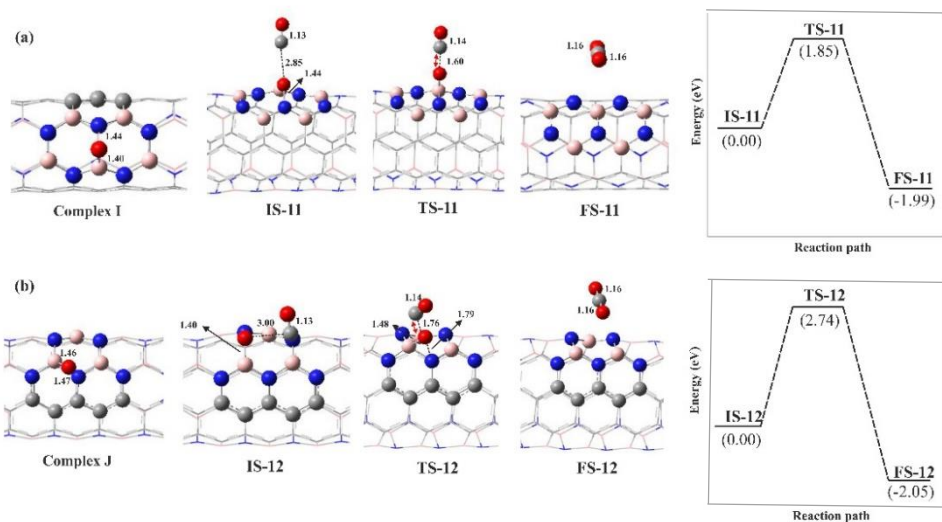 (a)
1.44
1.40
Complex I
1.13
2.85
1.44
IS-11
1.14
1.60
TS-11
1.16
1.16
FS-11
Energy (eV)
TS-11
(1.85)
IS-11
(0.00)
FS-11
(-1.99)
Reaction path
(b)
1.46
1.47
Complex J
1.40
3.00
1.13
IS-12
1.14
1.48
1.76
1.79
TS-12
1.16
1.16
FS-12
Energy (eV)
TS-12
(2.74)
IS-12
(0.00)
FS-12
(-2.05)
Reaction path